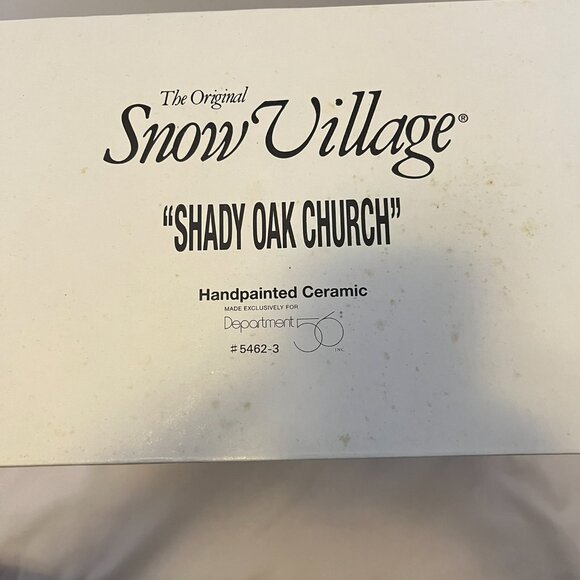 The Original
Snow Village®
“SHADY OAK CHURCH”
Handpainted Ceramic
MADE EXCLUSIVELY FOR
Department 56 INC.
#5462-3